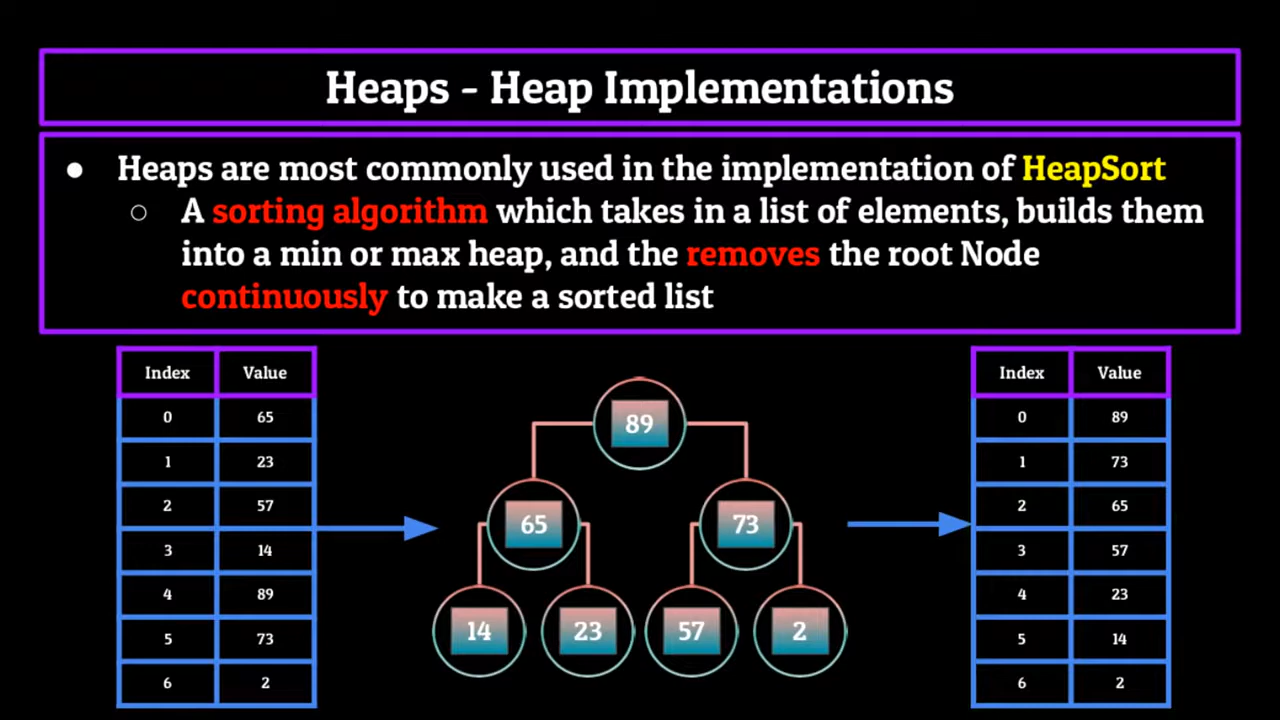 Heaps - Heap Implementations
● Heaps are most commonly used in the implementation of HeapSort
○ A sorting algorithm which takes in a list of elements, builds them
into a min or max heap, and the removes the root Node
continuously to make a sorted list
Index Value
0 65
1 23
2 57
3 14
4 89
5 73
6 2
89
65 73
14 23 57 2
Index Value
0 89
1 73
2 65
3 57
4 23
5 14
6 2